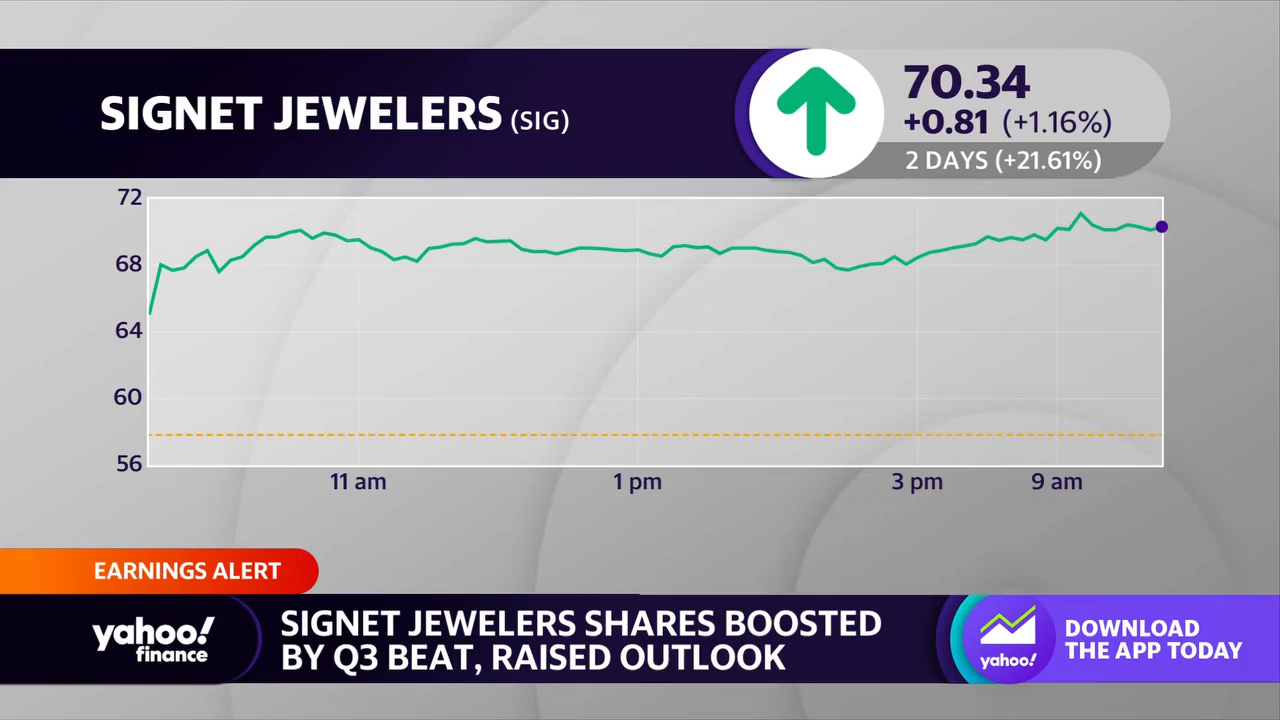 SIGNET JEWELERS (SIG)
70.34
+0.81 (+1.16%)
2 DAYS (+21.61%)
72
68
64
60
56
11 am
1 pm
3 pm
9 am
EARNINGS ALERT
yahoo!
finance
SIGNET JEWELERS SHARES BOOSTED
BY Q3 BEAT, RAISED OUTLOOK
yahoo!
DOWNLOAD
THE APP TODAY